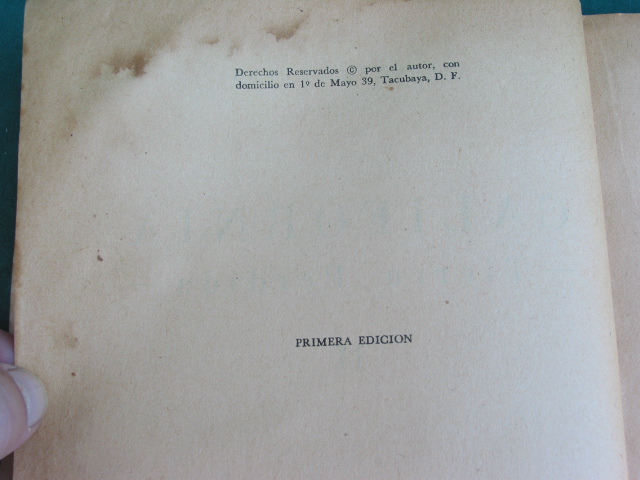 Derechos Reservados © por el autor, con
domicilio en 1º de Mayo 39, Tacubaya, D. F.
PRIMERA EDICION